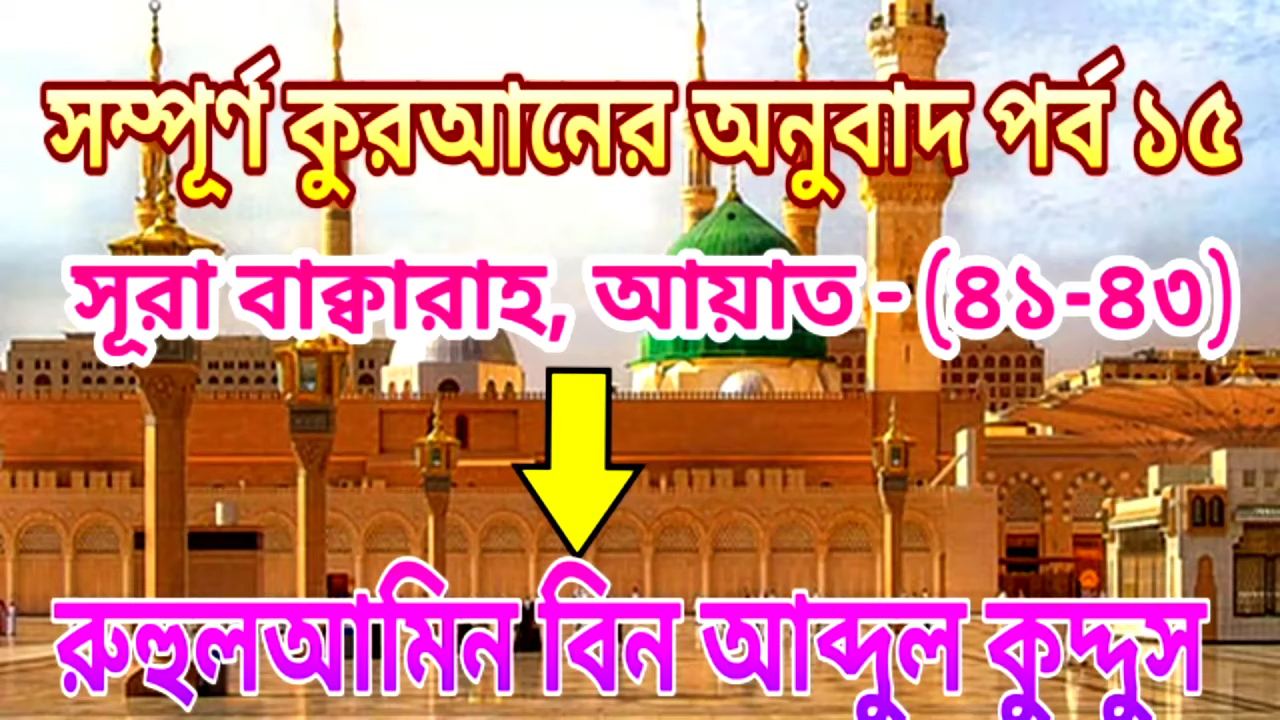 সম্পূর্ণ কুরআনের অনুবাদ পর্ব ১৫
সূরা বাক্বারাহ, আয়াত - (৪১-৪৩)
রুহুলআমিন বিন আব্দুল কুদ্দুস